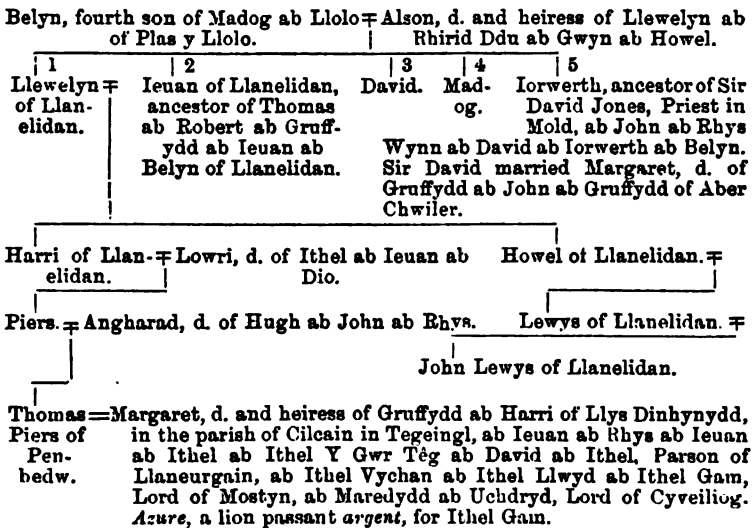 Belyn, fourth son of Madog ab Llolo╤Alson, d. and heiress of Llewelyn ab
of Plas y Llolo. | Rhirid Ddu ab Gwyn ab Howel.
1 2 3 4 5
Llewelyn╤ Ieuan of Llanelidan, David. Mad- Iorwerth, ancestor of Sir
of Llan- ancestor of Thomas og. David Jones, Priest in
elidan. ab Robert ab Gruff- Mold, ab John ab Rhys
ydd ab Ieuan ab Wynn ab David ab Iorwerth ab Belyn.
Belyn of Llanelidan. Sir David married Margaret, d. of
Gruffydd ab John ab Gruffydd of Aber
Chwiler.
Harri of Llan-╤Lowri, d. of Ithel ab Ieuan ab Howel of Llanelidan.╤
elidan. Dio.
Piers.╤Angharad, d. of Hugh ab John ab Rhys. Lewys of Llanelidan.╤
John Lewys of Llanelidan.
Thomas=Margaret, d. and heiress of Gruffydd ab Harri of Llys Dinhynydd,
Piers of in the parish of Cilcain in Tegeingl, ab Ieuan ab Rhys ab Ieuan
Pen- ab Ithel ab Ithel Y Gwr Têg ab David ab Ithel, Parson of
bedw. Llaneurgain, ab Ithel Vychan ab Ithel Llwyd ab Ithel Gam,
Lord of Mostyn, ab Maredydd ab Uchdryd, Lord of Cyveiliog.
Azure, a lion passant argent, for Ithel Gam.